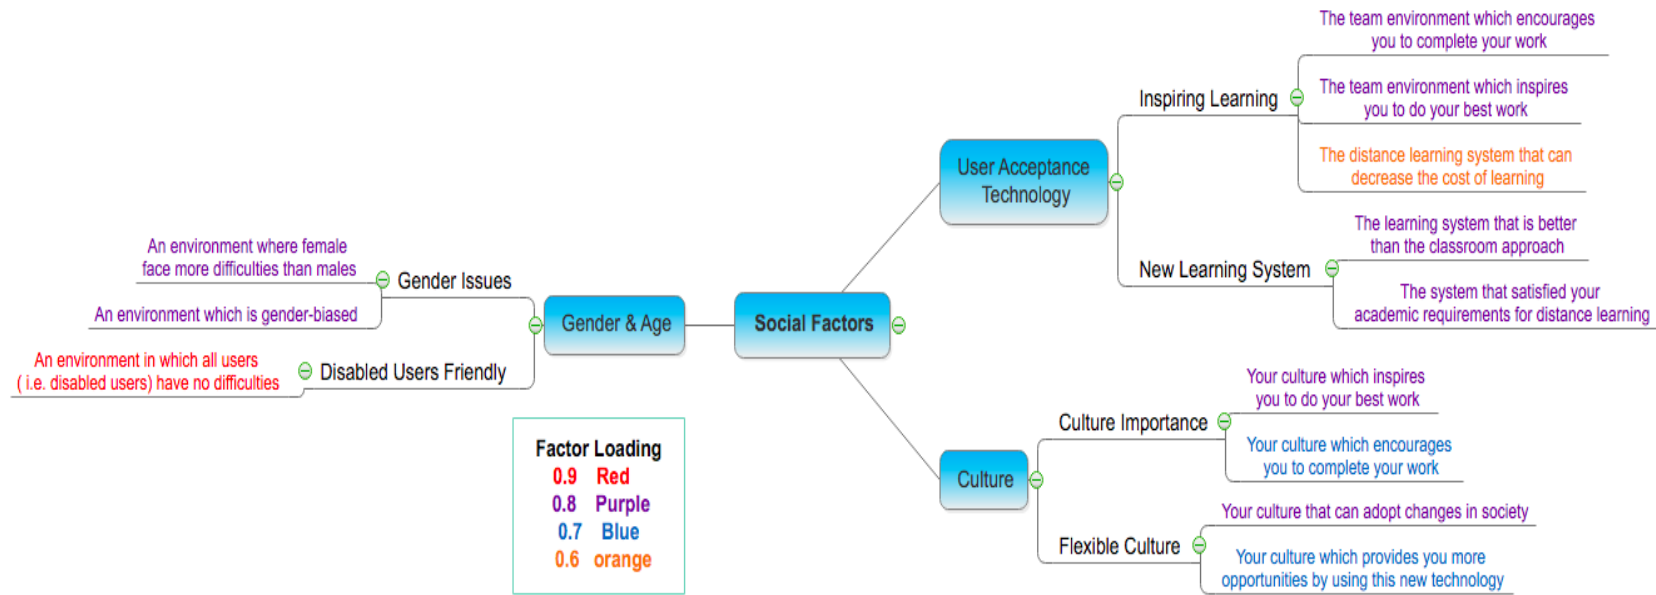 The team environment which encourages
you to complete your work
Inspiring Learning
The team environment which inspires
you to do your best work
The distance learning system that can
decrease the cost of learning
User Acceptance
Technology
The learning system that is better
than the classroom approach
New Learning System
The system that satisfied your
academic requirements for distance learning
An environment where female
face more difficulties than males
Gender Issues
An environment which is gender-biased
Gender & Age
Social Factors
An environment in which all users
( i.e. disabled users) have no difficulties
Disabled Users Friendly
Your culture which inspires
you to do your best work
Culture Importance
Your culture which encourages
you to complete your work
Culture
Your culture that can adopt changes in society
Flexible Culture
Your culture which provides you more
opportunities by using this new technology
Factor Loading
0.9 Red
0.8 Purple
0.7 Blue
0.6 orange